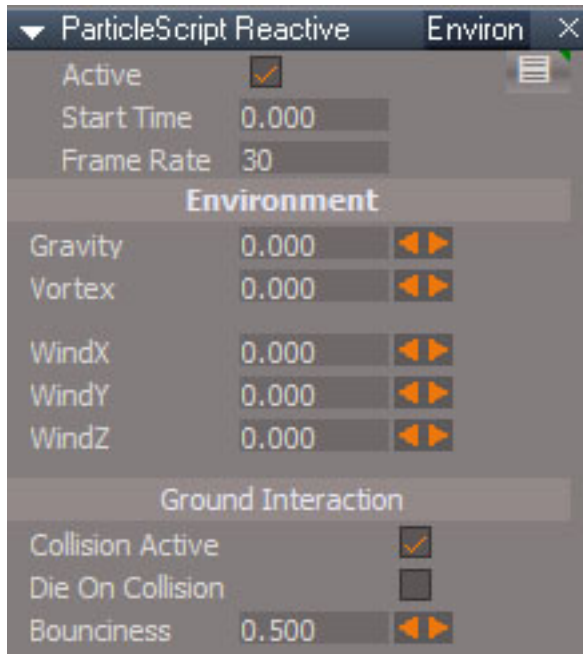 ParticleScript Reactive Environ
Active
Start Time 0.000
Frame Rate 30
Environment
Gravity 0.000
Vortex 0.000
WindX 0.000
WindY 0.000
WindZ 0.000
Ground Interaction
Collision Active
Die On Collision
Bounciness 0.500